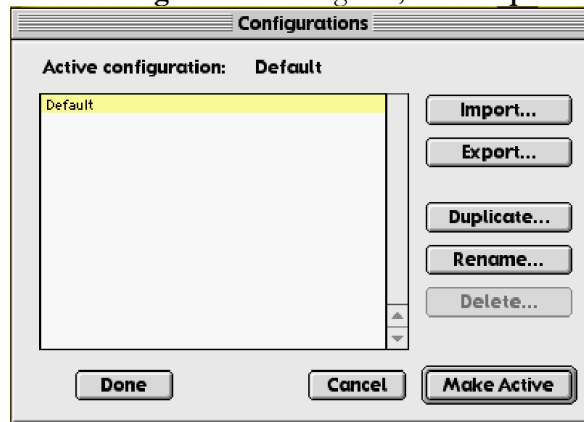 Configurations
Active configuration: Default
Default
Import...
Export...
Duplicate...
Rename...
Delete...
Done Cancel Make Active